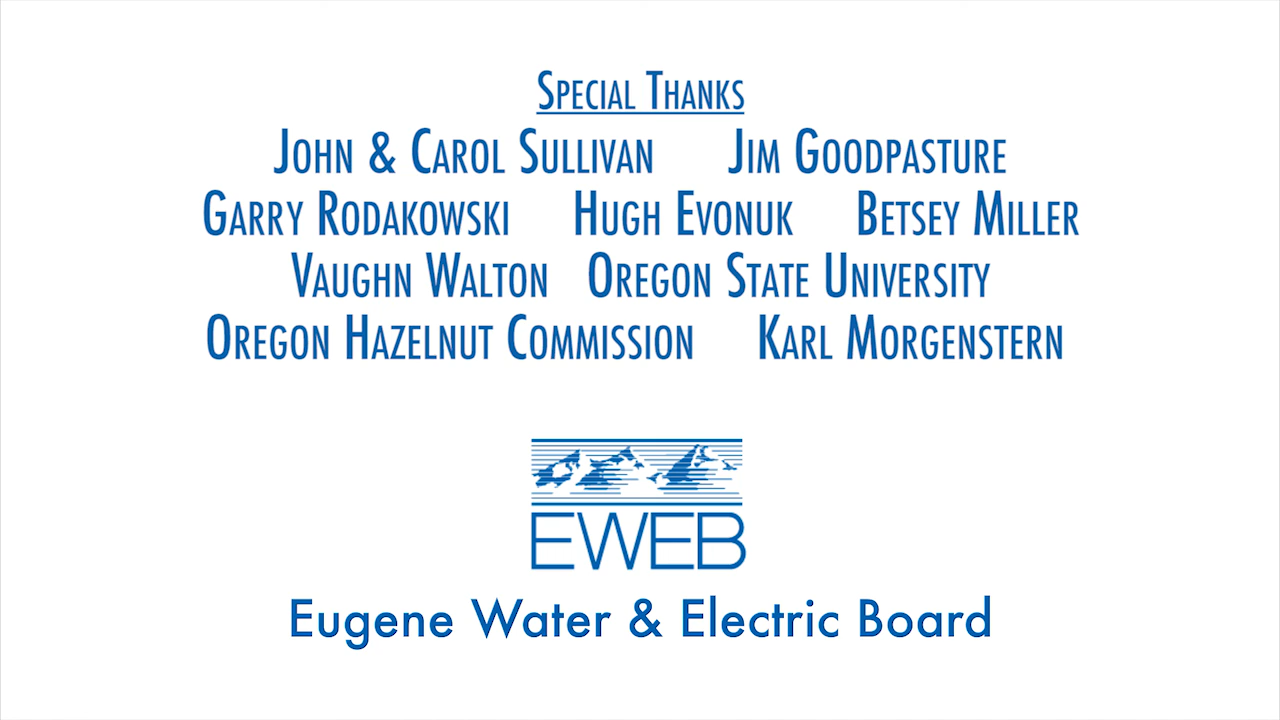 Special Thanks
John & Carol Sullivan Jim Goodpasture
Garry Rodakowski Hugh Evonuk Betsey Miller
Vaughn Walton Oregon State University
Oregon Hazelnut Commission Karl Morgenstern
EWEB
Eugene Water & Electric Board